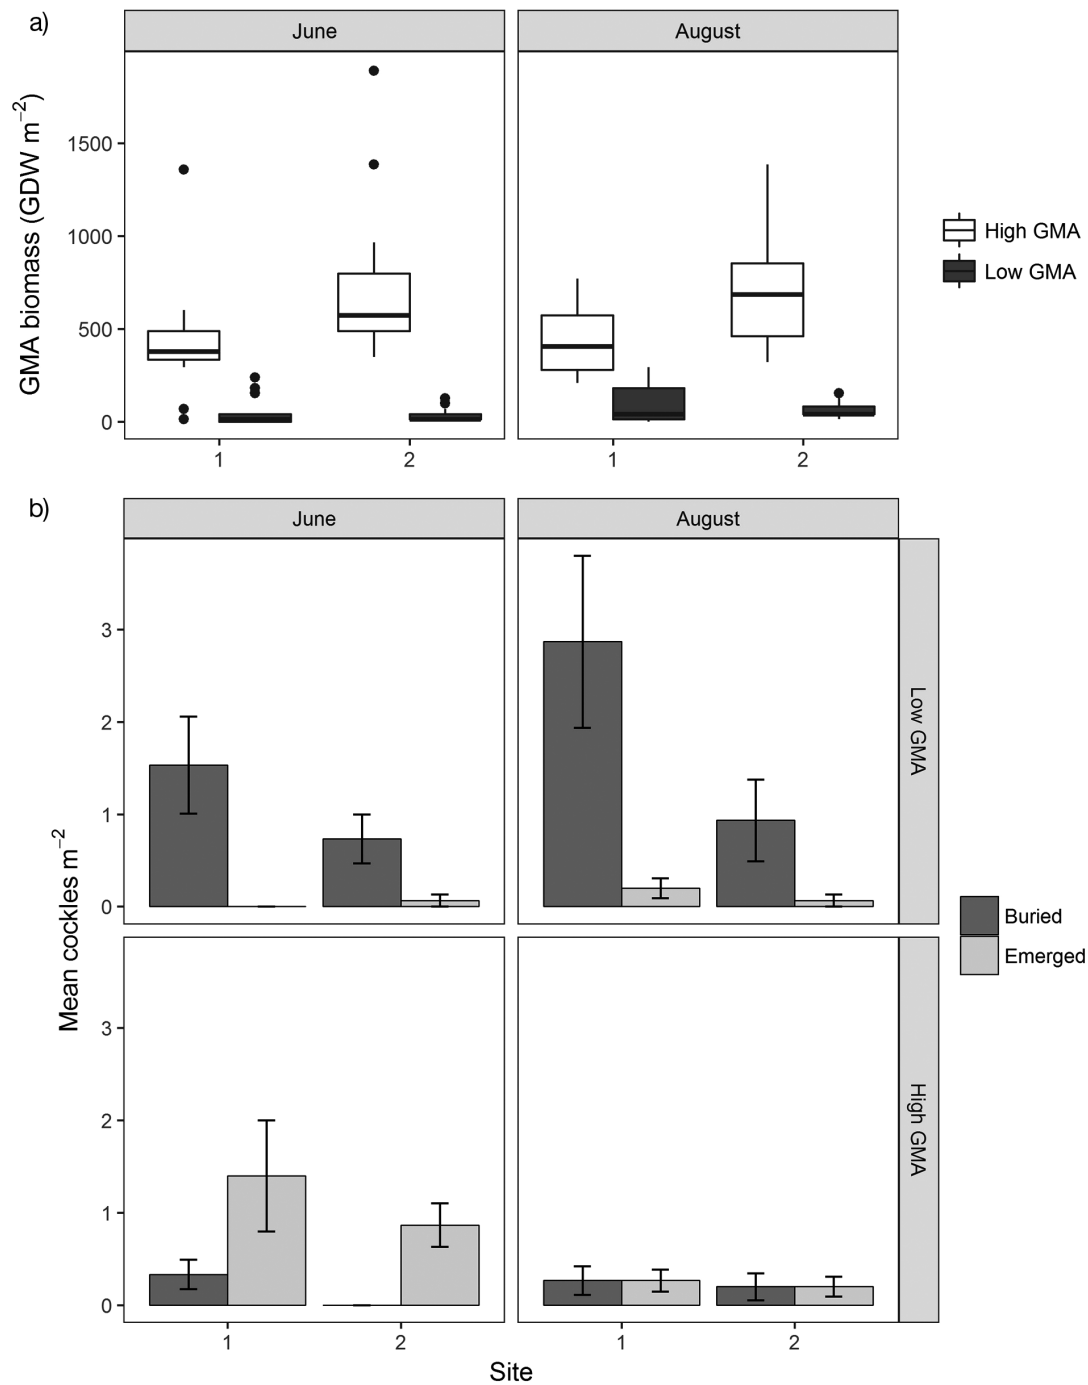 a)
June
August
GMA biomass (GDW m⁻²)
1500
1000
500
0
1
2
1
2
High GMA
Low GMA
b)
June
August
Mean cockles m⁻²
3
2
1
0
Low GMA
3
2
1
0
High GMA
Buried
Emerged
1
2
1
2
Site